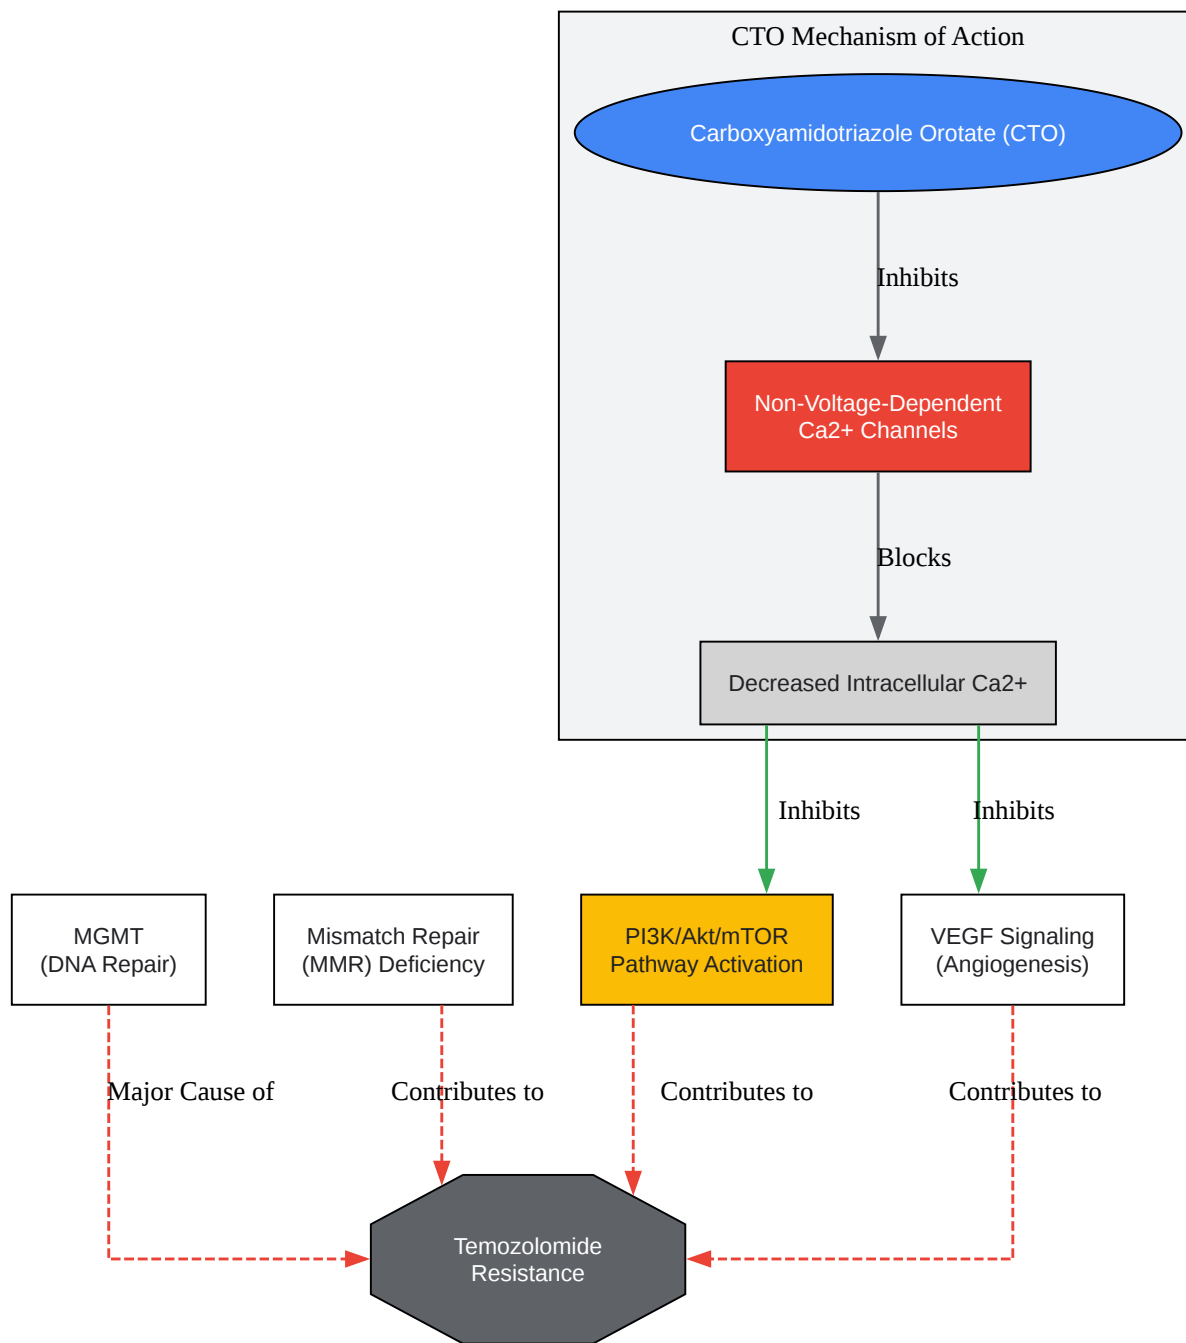 CTO Mechanism of Action
Carboxyamidotriazole Orotate (CTO)
Inhibits
Non-Voltage-Dependent
Ca2+ Channels
Blocks
Decreased Intracellular Ca2+
Inhibits
Inhibits
MGMT
(DNA Repair)
Mismatch Repair
(MMR) Deficiency
PI3K/Akt/mTOR
Pathway Activation
VEGF Signaling
(Angiogenesis)
Major Cause of
Contributes to
Contributes to
Contributes to
Temozolomide
Resistance